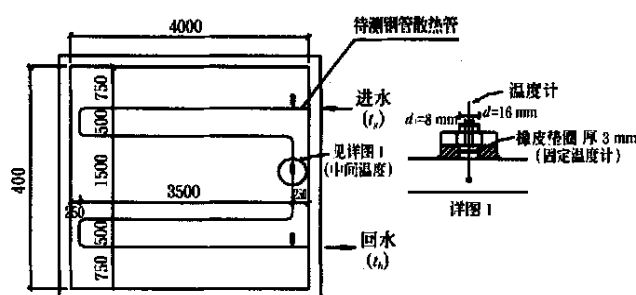 4000
待测钢管散热管
750
进水
(tg)
500
400
1500
见详图1
(中间温度)
3500
250
250
500
回水
(th)
750
温度计
d=16 mm
d=8 mm
橡皮垫圈 厚3 mm
(固定温度计)
详图1